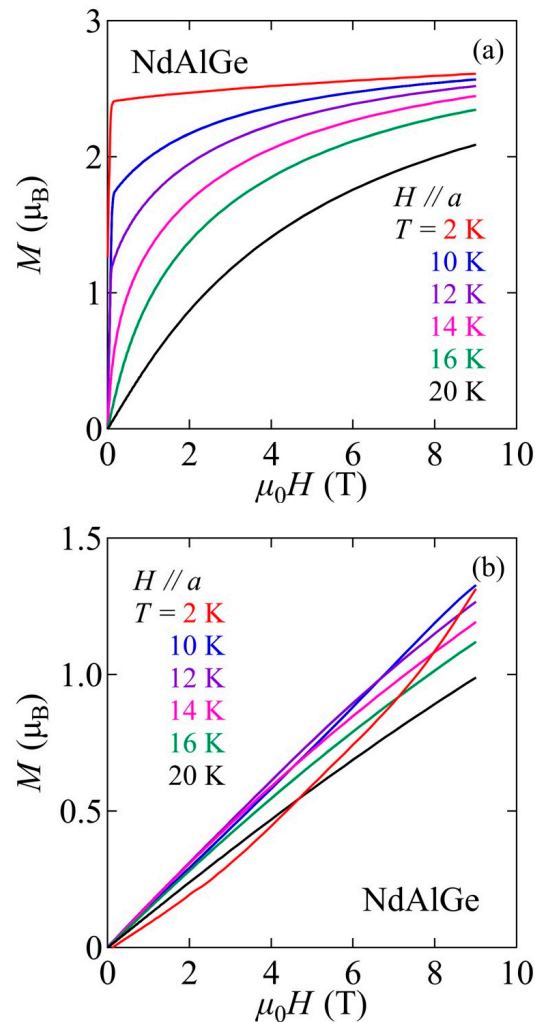 3
(a)
NdAlGe
2
M (μB)
H // a
T = 2 K
10 K
12 K
1
14 K
16 K
20 K
0
0 2 4 6 8 10
μ0H (T)
1.5
(b)
H // a
T = 2 K
10 K
1.0
12 K
14 K
M (μB)
16 K
20 K
0.5
NdAlGe
0
0 2 4 6 8 10
μ0H (T)